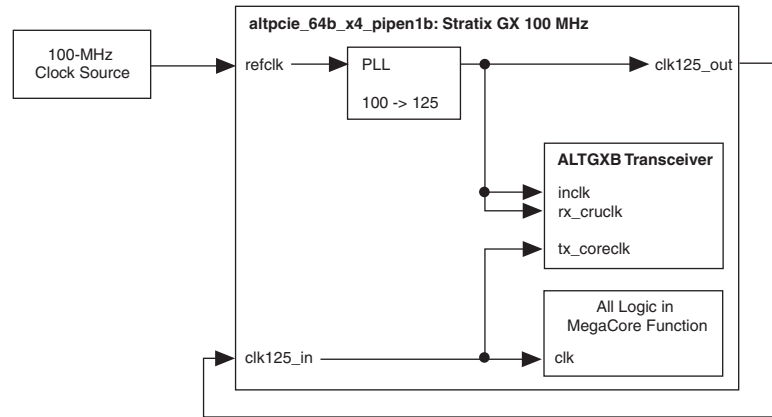 altpcie_64b_x4_pipen1b: Stratix GX 100 MHz
100-MHz
Clock Source
refclk
PLL
100 -> 125
clk125_out
ALTGXB Transceiver
inclk
rx_cruclk
tx_coreclk
All Logic in
MegaCore Function
clk125_in
clk